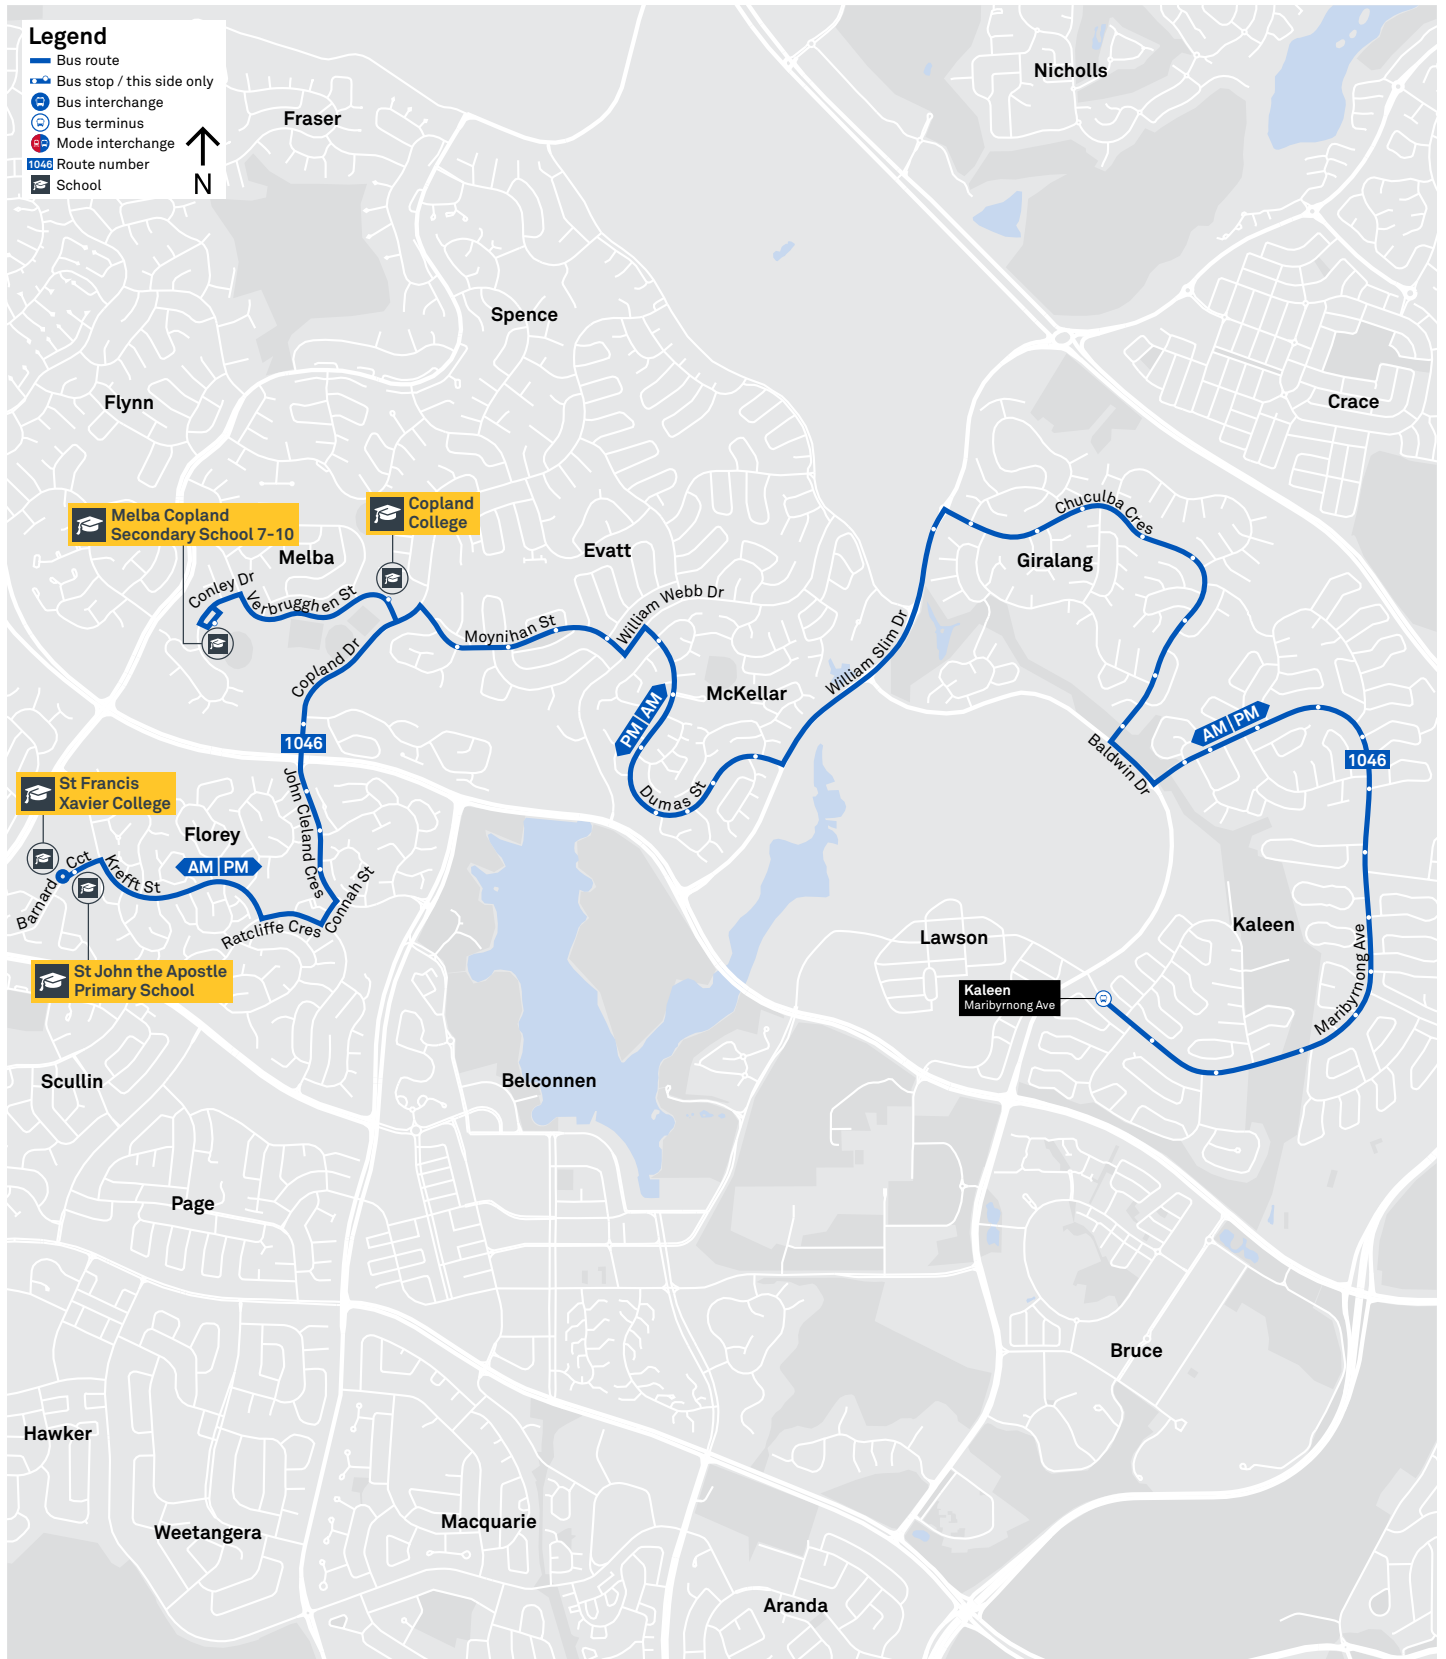 Legend
Bus route
Bus stop / this side only
Bus interchange
Bus terminus
Mode interchange
1046 Route number
School
N
Nicholls
Fraser
Spence
Flynn
Crace
Copland
College
Melba Copland
Secondary School 7-10
Melba
Evatt
Chuculba Cres
Giralang
Conley Dr
Verbrugghen St
William Webb Dr
Moynihan St
Copland Dr
William Slim Dr
McKellar
PM AM
AM PM
1046
Baldwin Dr
1046
John Cleland Cres
Dumas St
St Francis
Xavier College
Florey
AM PM
Barnard Cct
Krefft St
Connah St
Ratcliffe Cres
Kaleen
Lawson
Maribyrnong Ave
St John the Apostle
Primary School
Kaleen
Maribyrnong Ave
Scullin
Belconnen
Page
Bruce
Hawker
Weetangera
Macquarie
Aranda